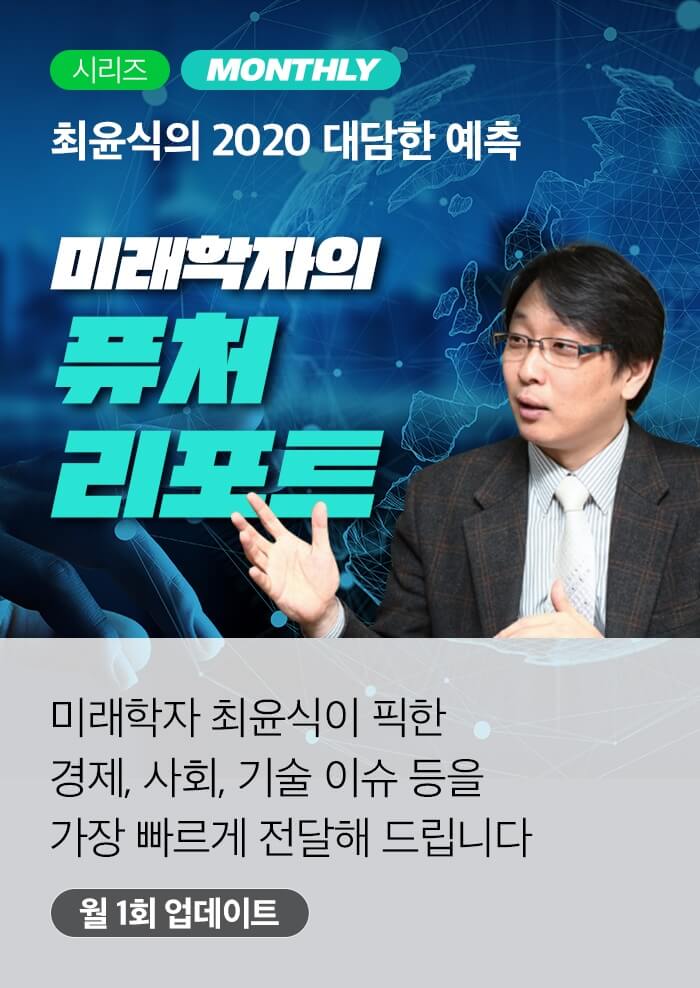 시리즈 MONTHLY
최윤식의 2020 대담한 예측
미래학자의
퓨처
리포트
미래학자 최윤식이 픽한
경제, 사회, 기술 이슈 등을
가장 빠르게 전달해 드립니다
월 1회 업데이트